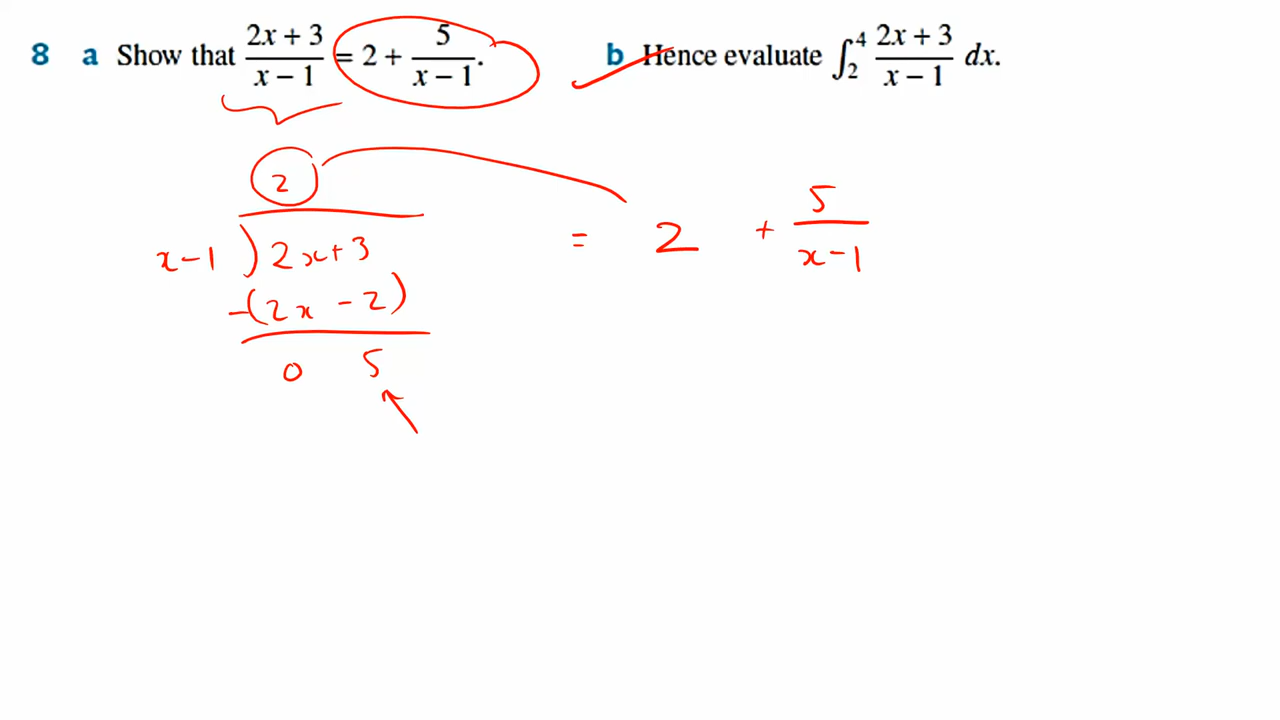 8 a Show that (2x + 3)/(x − 1) = 2 + 5/(x − 1). b Hence evaluate ∫₂⁴ (2x + 3)/(x − 1) dx.
2
x-1 ) 2x+3 = 2 + 5/(x-1)
-(2x - 2)
0 5